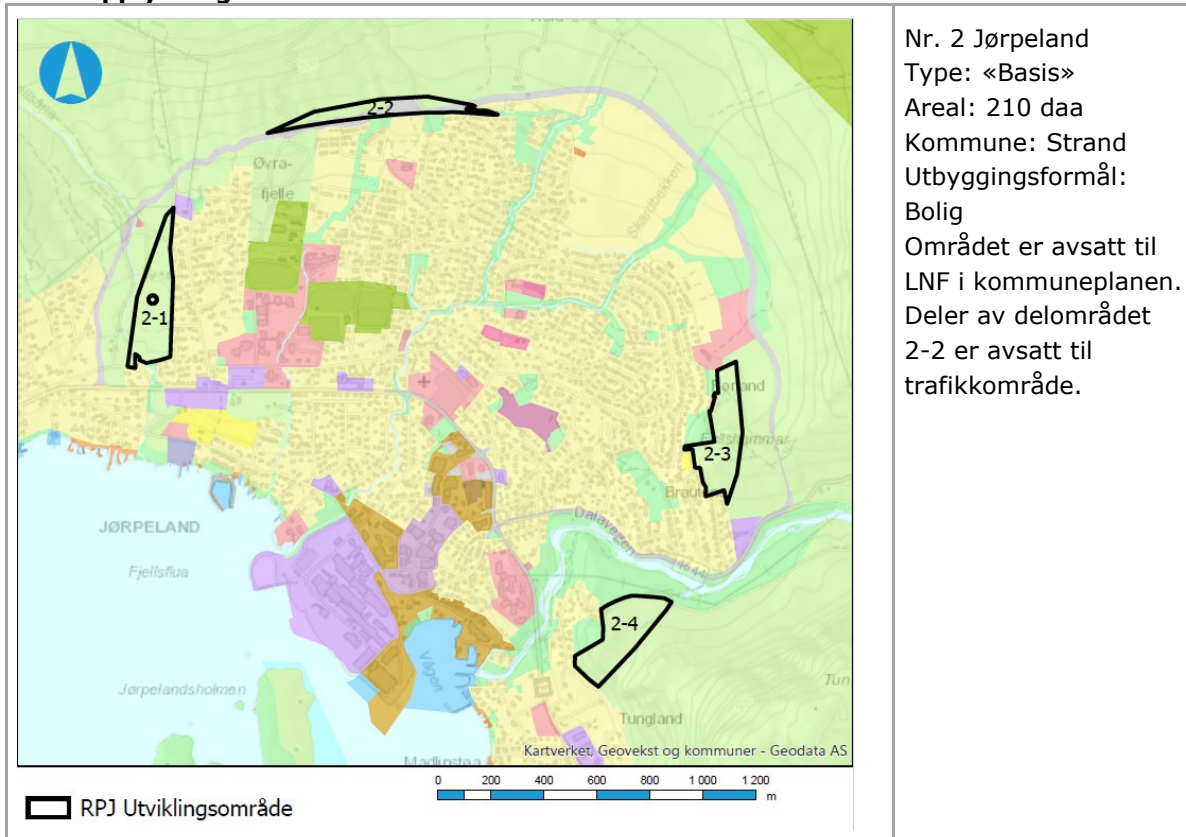 2-2
Øvra-
fjelle
2-1
Børland
Fjellshammar
2-3
Dalavegen
JØRPELAND
Fjellsflua
2-4
Vågen
Jørpelandsholmen
Tungland
Kartverket, Geovekst og kommuner - Geodata AS
0 200 400 600 800 1 000 1 200
m
RPJ Utviklingsområde
Nr. 2 Jørpeland
Type: «Basis»
Areal: 210 daa
Kommune: Strand
Utbyggingsformål:
Bolig
Området er avsatt til
LNF i kommuneplanen.
Deler av delområdet
2-2 er avsatt til
trafikkområde.